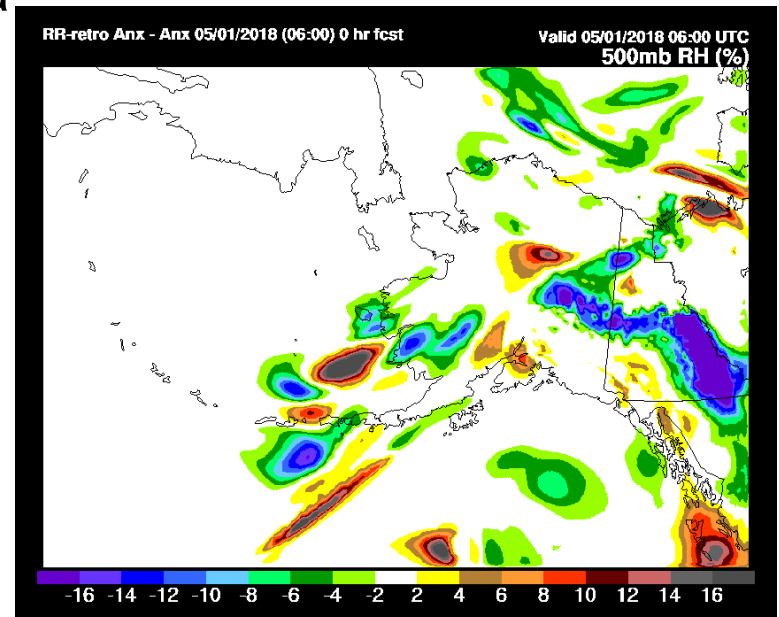 RR-retro Anx - Anx 05/01/2018 (06:00) 0 hr fcst
Valid 05/01/2018 06:00 UTC
500mb RH (%)
-16 -14 -12 -10 -8 -6 -4 -2 2 4 6 8 10 12 14 16